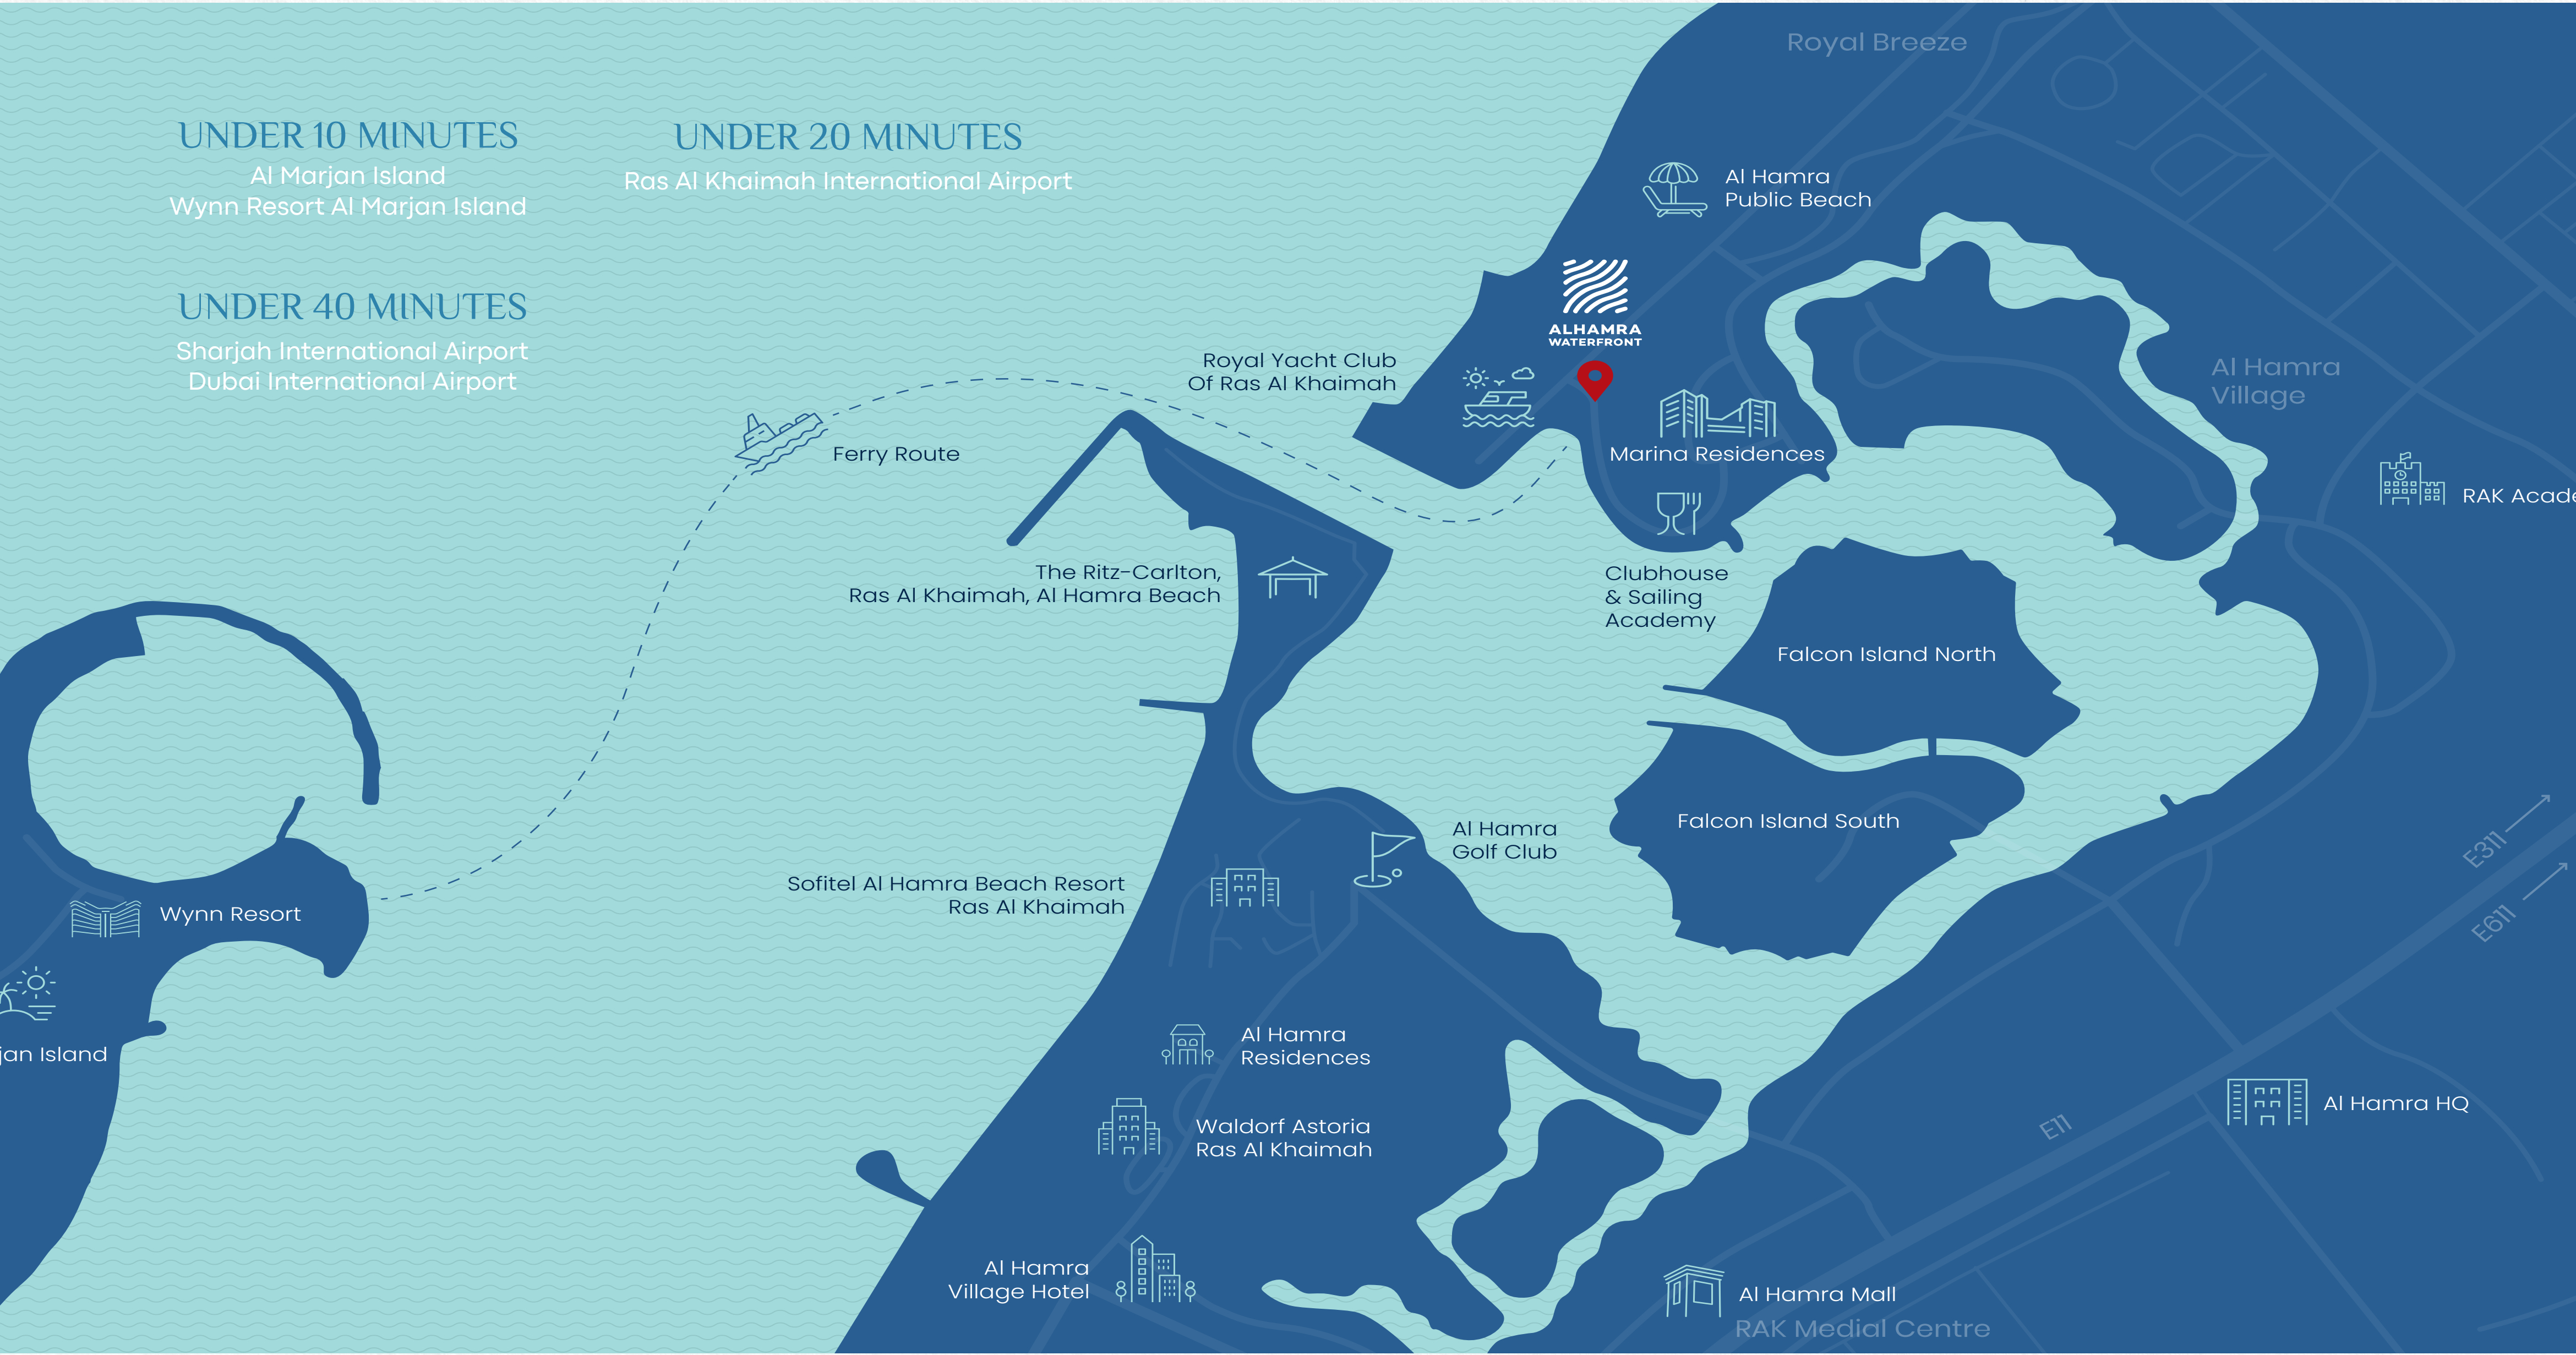 Royal Breeze
UNDER 10 MINUTES
Al Marjan Island
Wynn Resort Al Marjan Island
UNDER 20 MINUTES
Ras Al Khaimah International Airport
UNDER 40 MINUTES
Sharjah International Airport
Dubai International Airport
Al Hamra
Public Beach
ALHAMRA
WATERFRONT
Royal Yacht Club
Of Ras Al Khaimah
Al Hamra
Village
Ferry Route
Marina Residences
RAK Acade
The Ritz-Carlton,
Ras Al Khaimah, Al Hamra Beach
Clubhouse
& Sailing
Academy
Falcon Island North
Falcon Island South
Al Hamra
Golf Club
E311
E611
Sofitel Al Hamra Beach Resort
Ras Al Khaimah
Wynn Resort
jan Island
Al Hamra
Residences
Waldorf Astoria
Ras Al Khaimah
E11
Al Hamra HQ
Al Hamra
Village Hotel
Al Hamra Mall
RAK Medial Centre